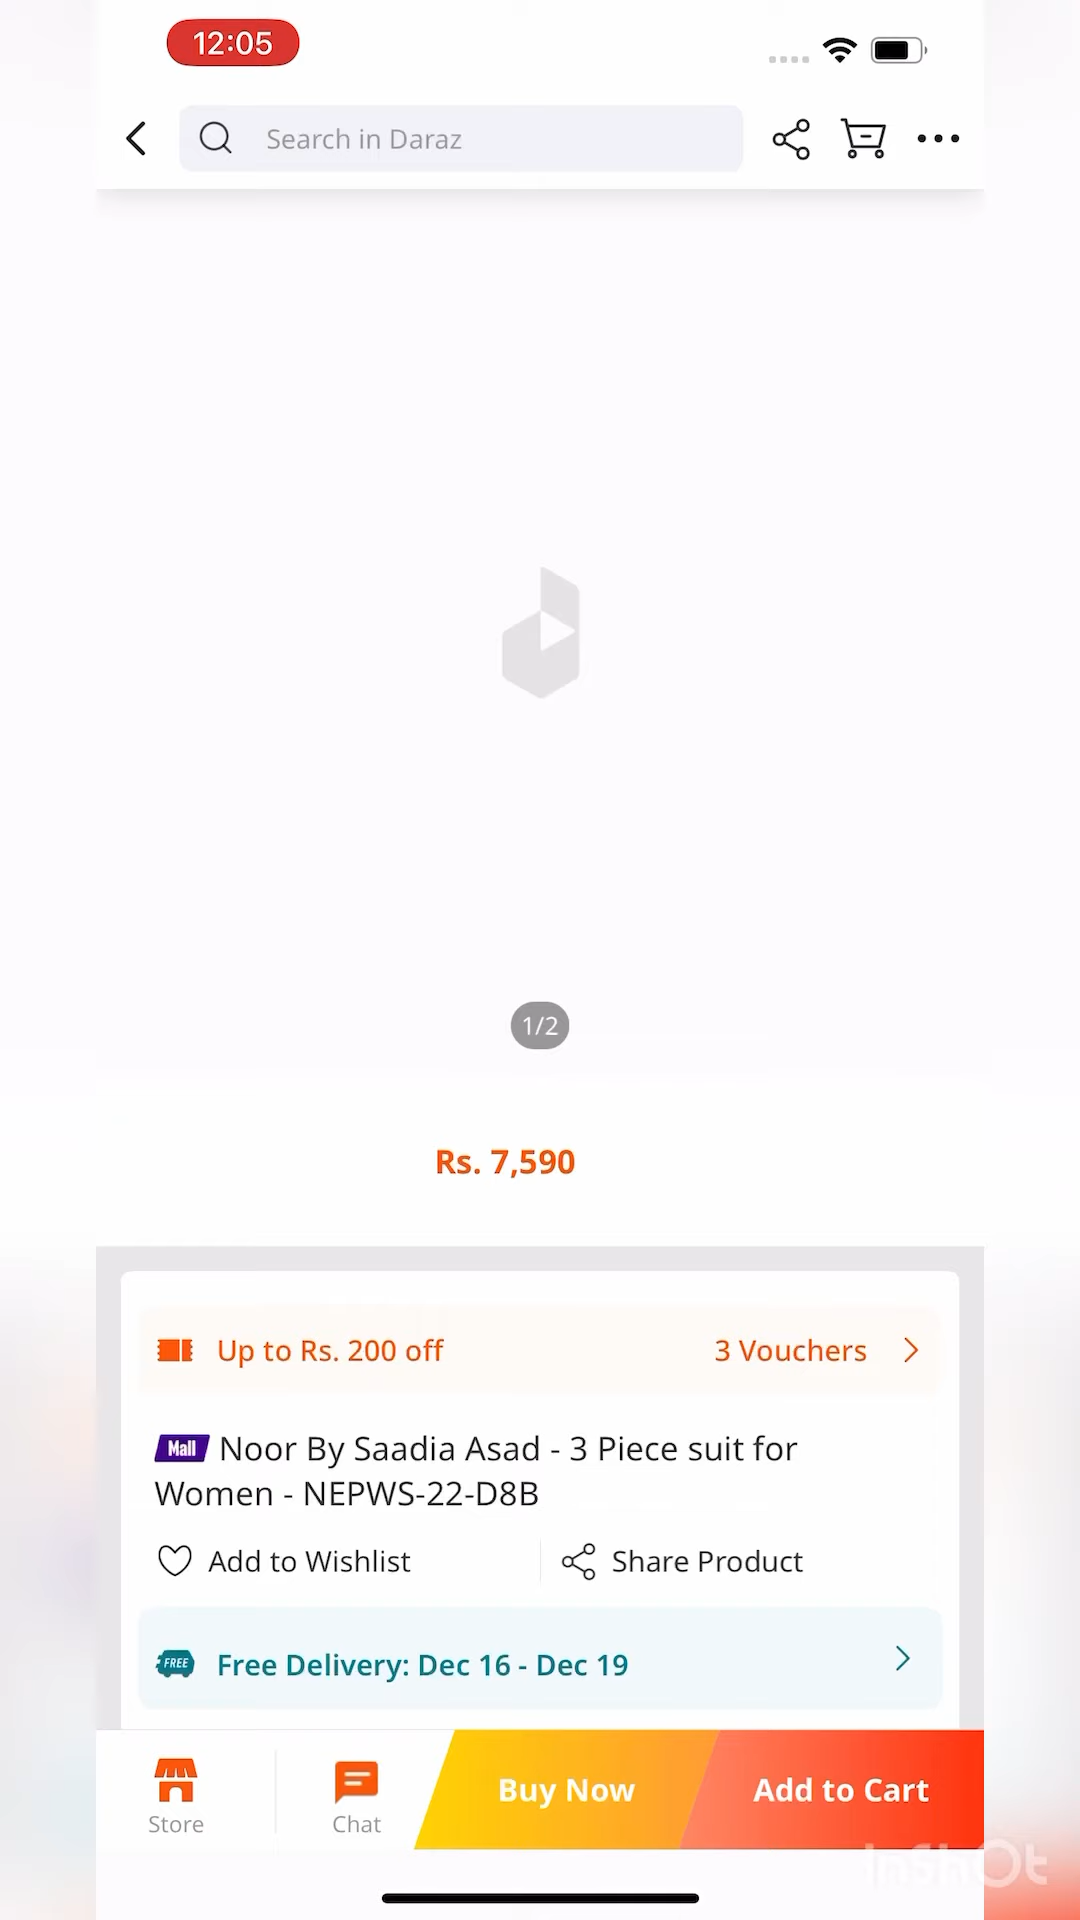 12:05
Search in Daraz
1/2
Rs. 7,590
Up to Rs. 200 off
3 Vouchers
Mall Noor By Saadia Asad - 3 Piece suit for
Women - NEPWS-22-D8B
Add to Wishlist
Share Product
FREE Free Delivery: Dec 16 - Dec 19
Store
Chat
Buy Now
Add to Cart
InShOt